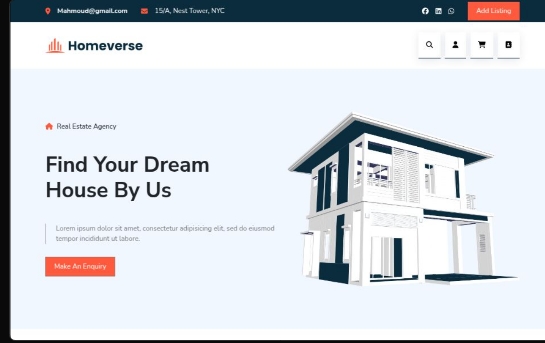 Mahmoud@gmail.com 15/A, Nest Tower, NYC Add Listing
Homeverse
Real Estate Agency
Find Your Dream
House By Us
Lorem ipsum dolor sit amet, consectetur adipisicing elit, sed do eiusmod
tempor incididunt ut labore.
Make An Enquiry